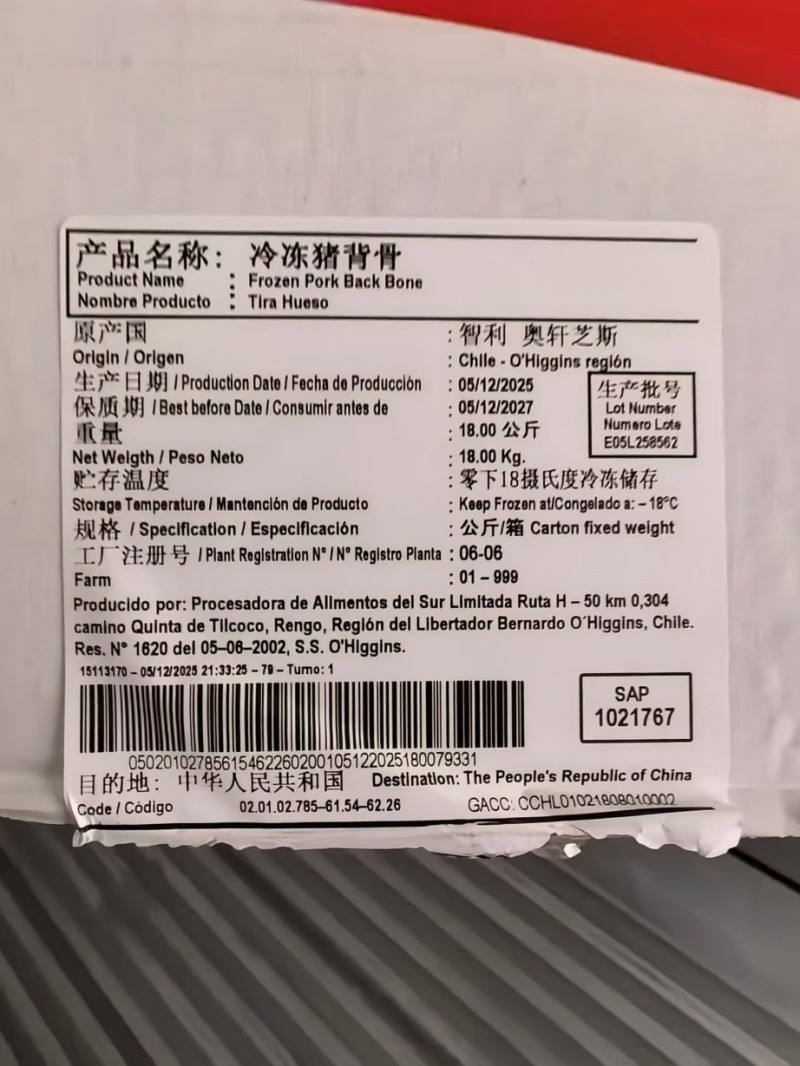 产品名称: 冷冻猪背骨
Product Name : Frozen Pork Back Bone
Nombre Producto : Tira Hueso
原产国 : 智利 奥轩芝斯
Origin / Origen : Chile - O'Higgins región
生产日期 / Production Date / Fecha de Producción : 05/12/2025
保质期 / Best before Date / Consumir antes de : 05/12/2027
生产批号
Lot Number
Numero Lote
E05L258562
重量 : 18.00 公斤
Net Weigth / Peso Neto : 18.00 Kg.
贮存温度 : 零下18摄氏度冷冻储存
Storage Temperature / Mantención de Producto : Keep Frozen at/Congelado a: – 18°C
规格 / Specification / Especificación : 公斤/箱 Carton fixed weight
工厂注册号 / Plant Registration N° / N° Registro Planta : 06-06
Farm : 01 – 999
Producido por: Procesadora de Alimentos del Sur Limitada Ruta H – 50 km 0,304
camino Quinta de Tilcoco, Rengo, Región del Libertador Bernardo O´Higgins, Chile.
Res. N° 1620 del 05–06–2002, S.S. O'Higgins.
15113170 – 05/12/2025 21:33:25 – 79 – Turno: 1
SAP
1021767
05020102785615462260200105122025180079331
目的地: 中华人民共和国 Destination: The People's Republic of China
Code / Código 02.01.02.785–61.54–62.26 GACC: CCHL01021808010002